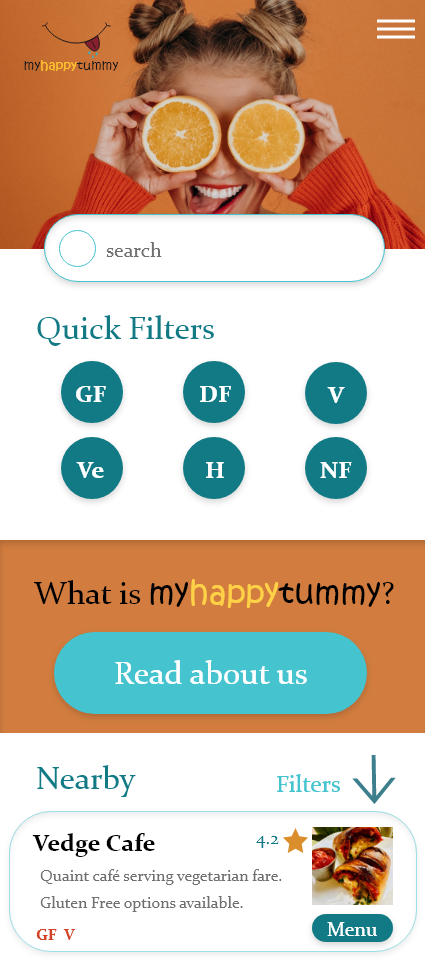 myhappytummy
search
Quick Filters
GF DF V
Ve H NF
What is myhappytummy?
Read about us
Nearby Filters
Vedge Cafe 4.2
Quaint café serving vegetarian fare.
Gluten Free options available.
GF V Menu